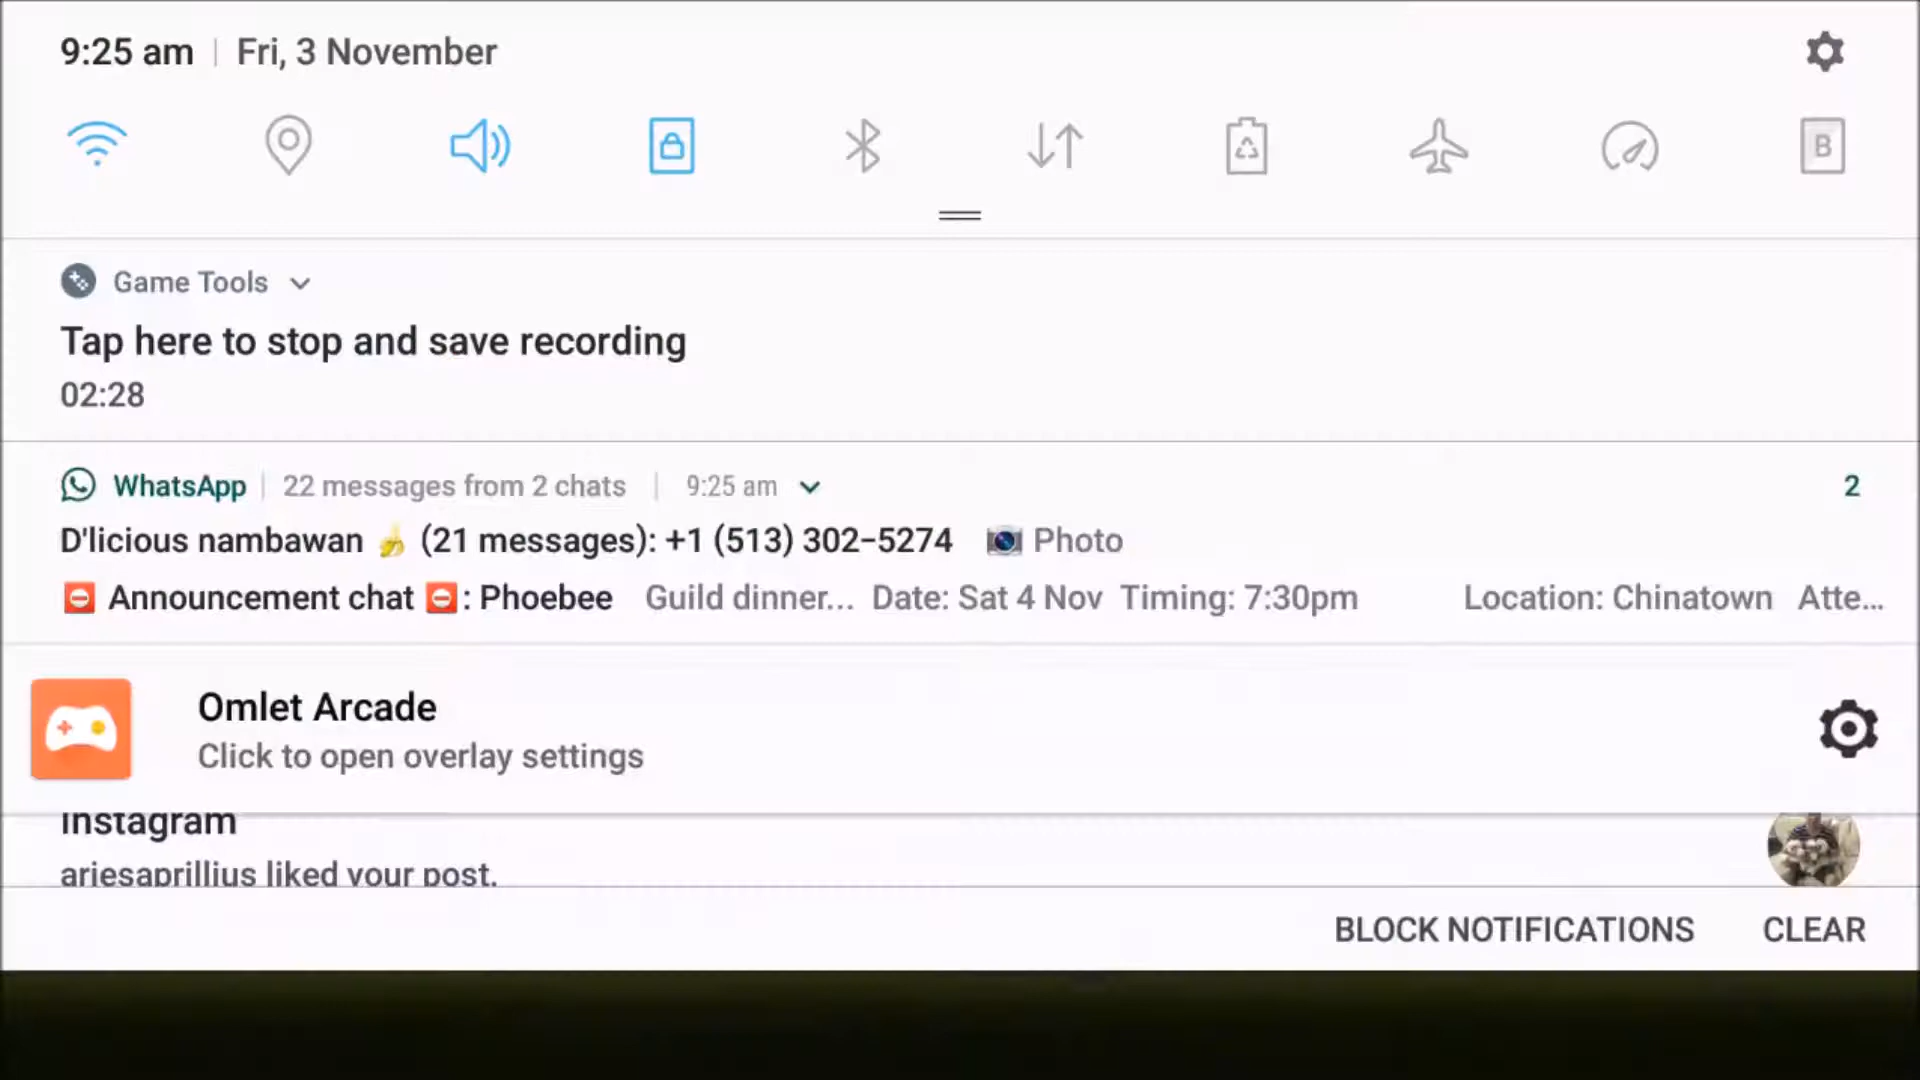 9:25 am | Fri, 3 November
B
Game Tools
Tap here to stop and save recording
02:28
WhatsApp | 22 messages from 2 chats | 9:25 am 2
D'licious nambawan 🍌 (21 messages): +1 (513) 302-5274 📷 Photo
⛔ Announcement chat ⛔: Phoebee Guild dinner... Date: Sat 4 Nov Timing: 7:30pm Location: Chinatown Atte...
Omlet Arcade
Click to open overlay settings
Instagram
ariesaprillius liked your post.
BLOCK NOTIFICATIONS CLEAR